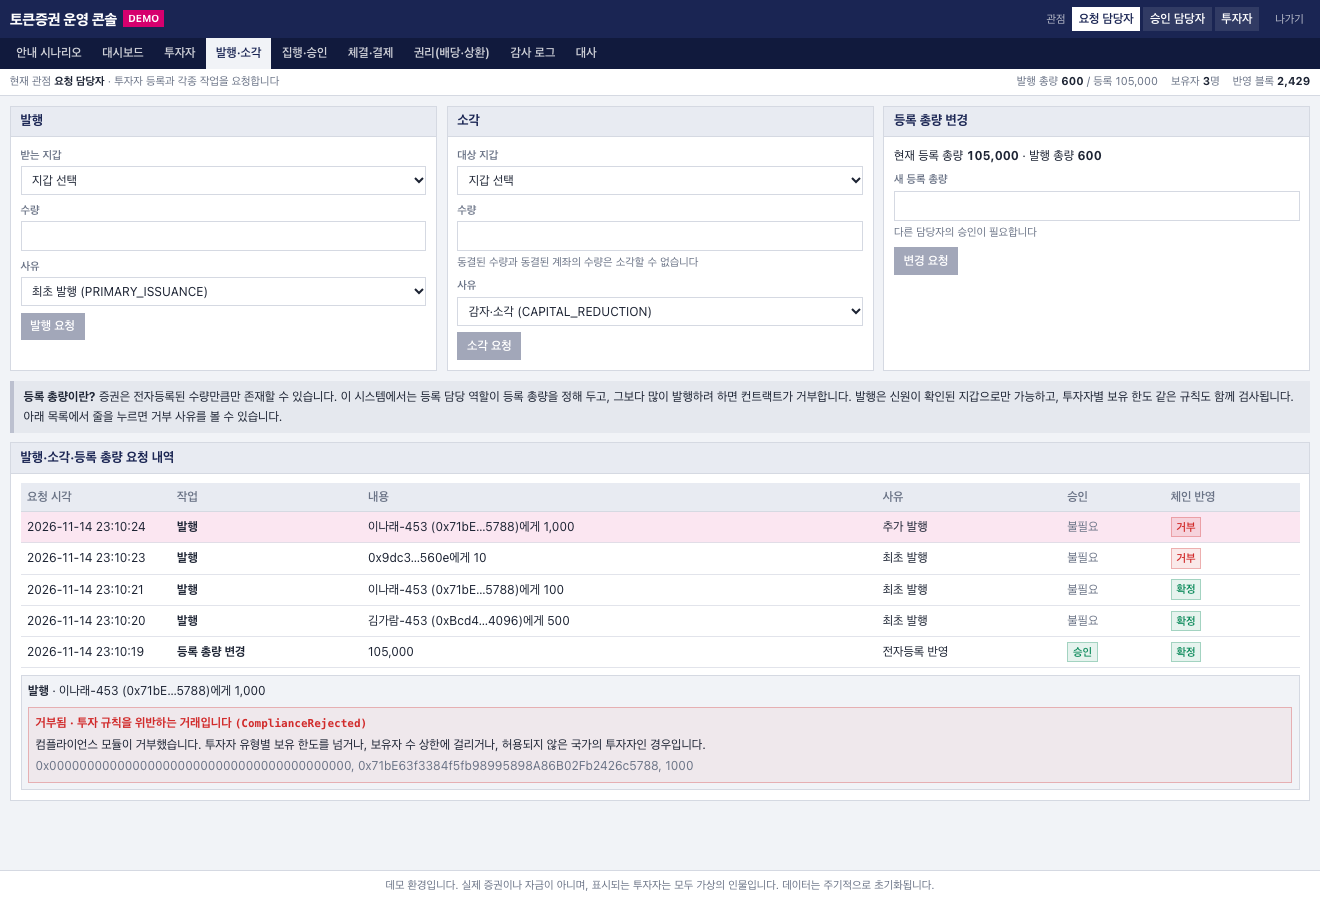 토큰증권 운영 콘솔 DEMO
관점 요청 담당자 승인 담당자 투자자 나가기
안내 시나리오 대시보드 투자자 발행·소각 집행·승인 체결·결제 권리(배당·상환) 감사 로그 대사
현재 관점 요청 담당자 · 투자자 등록과 각종 작업을 요청합니다
발행 총량 600 / 등록 105,000 보유자 3명 반영 블록 2,429
발행
받는 지갑
지갑 선택
수량
사유
최초 발행 (PRIMARY_ISSUANCE)
발행 요청
소각
대상 지갑
지갑 선택
수량
동결된 수량과 동결된 계좌의 수량은 소각할 수 없습니다
사유
감자·소각 (CAPITAL_REDUCTION)
소각 요청
등록 총량 변경
현재 등록 총량 105,000 · 발행 총량 600
새 등록 총량
다른 담당자의 승인이 필요합니다
변경 요청
등록 총량이란? 증권은 전자등록된 수량만큼만 존재할 수 있습니다. 이 시스템에서는 등록 담당 역할이 등록 총량을 정해 두고, 그보다 많이 발행하려 하면 컨트랙트가 거부합니다. 발행은 신원이 확인된 지갑으로만 가능하고, 투자자별 보유 한도 같은 규칙도 함께 검사됩니다.
아래 목록에서 줄을 누르면 거부 사유를 볼 수 있습니다.
발행·소각·등록 총량 요청 내역
요청 시각 작업 내용 사유 승인 체인 반영
2026-11-14 23:10:24 발행 이나래-453 (0x71bE…5788)에게 1,000 추가 발행 불필요 거부
2026-11-14 23:10:23 발행 0x9dc3…560e에게 10 최초 발행 불필요 거부
2026-11-14 23:10:21 발행 이나래-453 (0x71bE…5788)에게 100 최초 발행 불필요 확정
2026-11-14 23:10:20 발행 김가람-453 (0xBcd4…4096)에게 500 최초 발행 불필요 확정
2026-11-14 23:10:19 등록 총량 변경 105,000 전자등록 반영 승인 확정
발행 · 이나래-453 (0x71bE…5788)에게 1,000
거부됨 · 투자 규칙을 위반하는 거래입니다 (ComplianceRejected)
컴플라이언스 모듈이 거부했습니다. 투자자 유형별 보유 한도를 넘거나, 보유자 수 상한에 걸리거나, 허용되지 않은 국가의 투자자인 경우입니다.
0x0000000000000000000000000000000000000000, 0x71bE63f3384f5fb98995898A86B02Fb2426c5788, 1000
데모 환경입니다. 실제 증권이나 자금이 아니며, 표시되는 투자자는 모두 가상의 인물입니다. 데이터는 주기적으로 초기화됩니다.